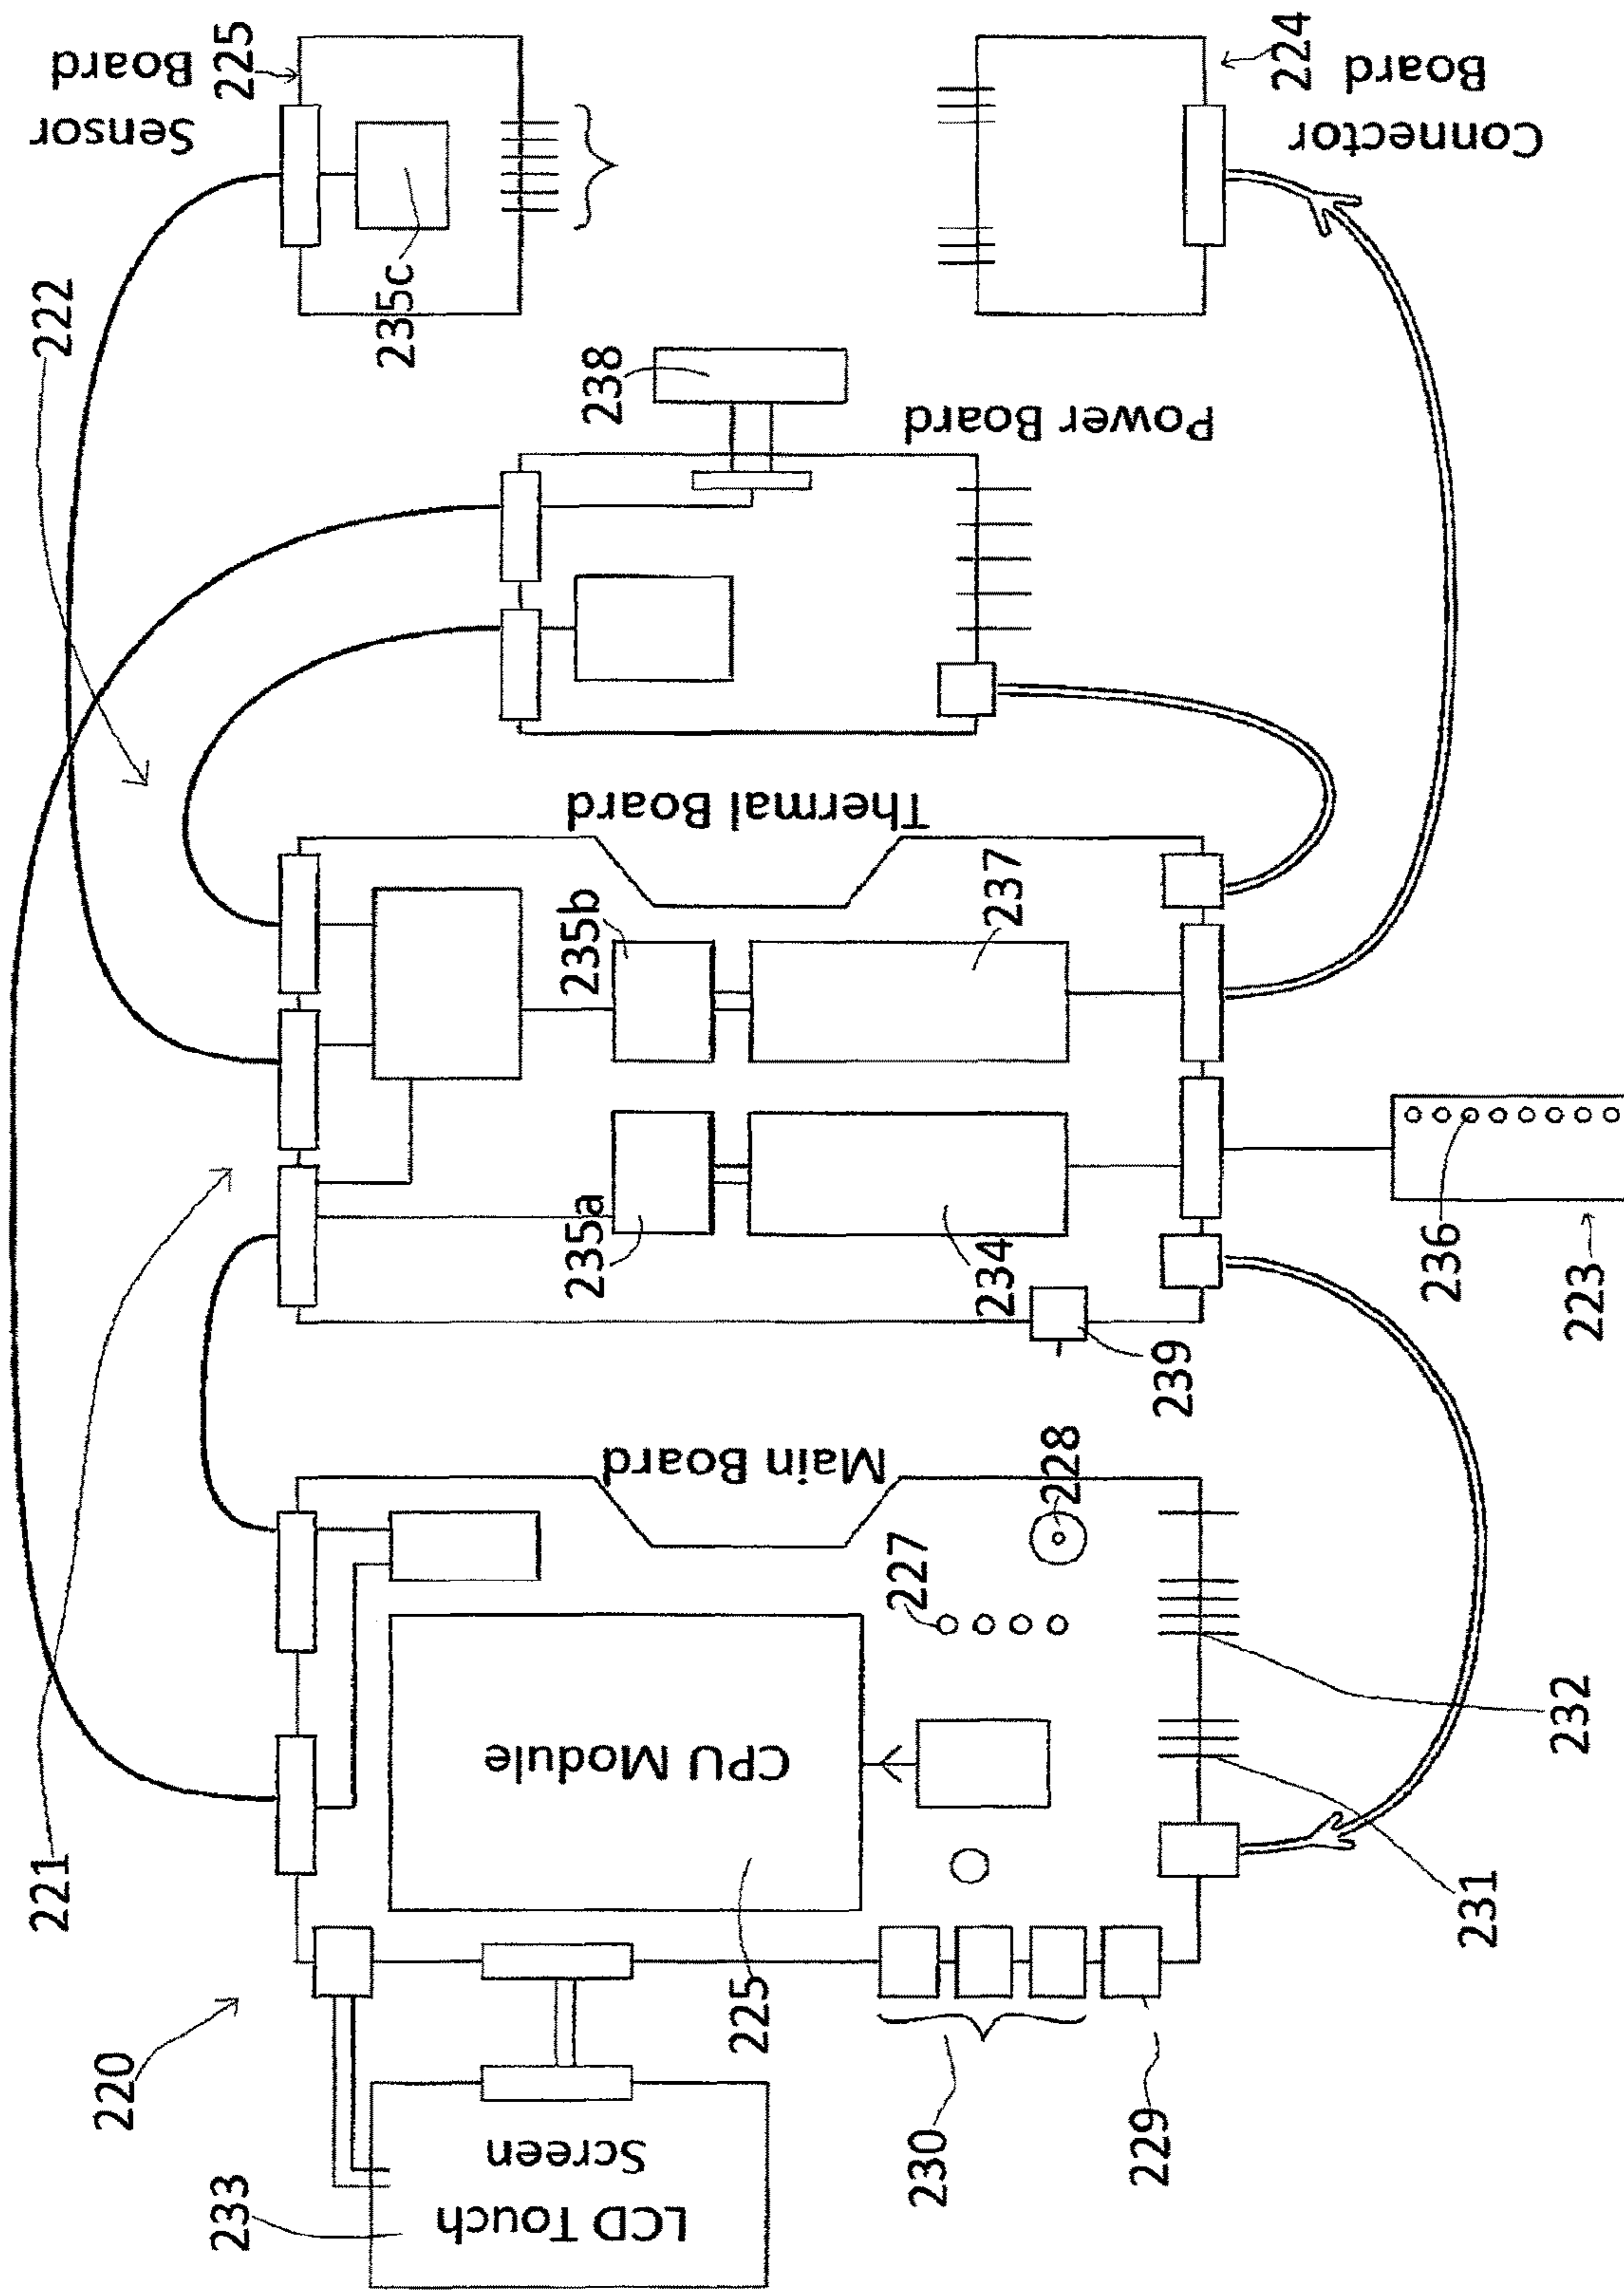 225
Sensor
Board
222
235c
224
Connector
Board
238
Power Board
Thermal Board
235b
237
235a
234
236
223
239
221
Main Board
228
227
CPU Module
232
231
225
220
230
229
233
LCD Touch
Screen